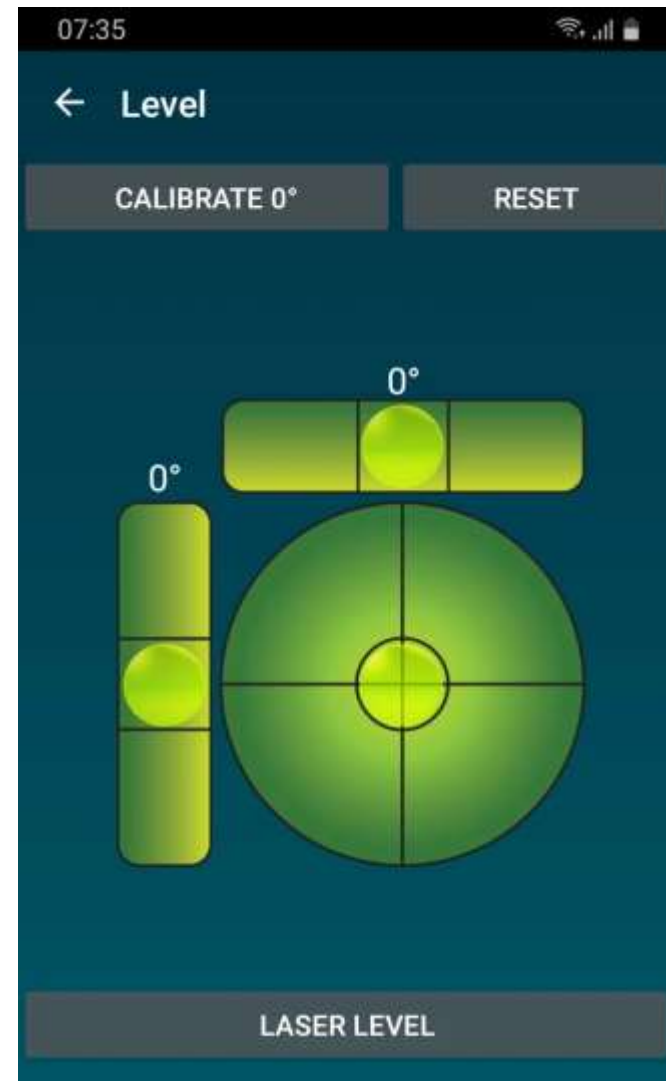 07:35
Level
CALIBRATE 0°
RESET
0°
0°
LASER LEVEL